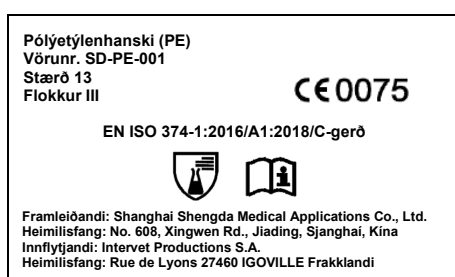 Pólýetýlenhanski (PE)
Vörunr. SD-PE-001
Stærð 13
Flokkur III
CE 0075
EN ISO 374-1:2016/A1:2018/C-gerð
Framleiðandi: Shanghai Shengda Medical Applications Co., Ltd.
Heimilisfang: No. 608, Xingwen Rd., Jiading, Sjanghaí, Kína
Innflytjandi: Intervet Productions S.A.
Heimilisfang: Rue de Lyons 27460 IGOVILLE Frakklandi